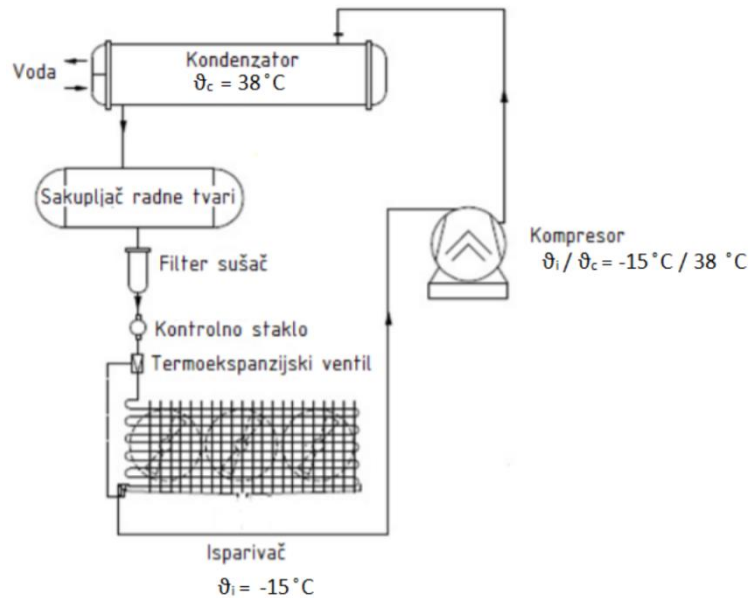 Kondenzator
ϑc = 38°C
Voda
Sakupljač radne tvari
Kompresor
ϑi / ϑc = -15°C / 38 °C
Filter sušač
Kontrolno staklo
Termoekspanzijski ventil
Isparivač
ϑi = -15°C